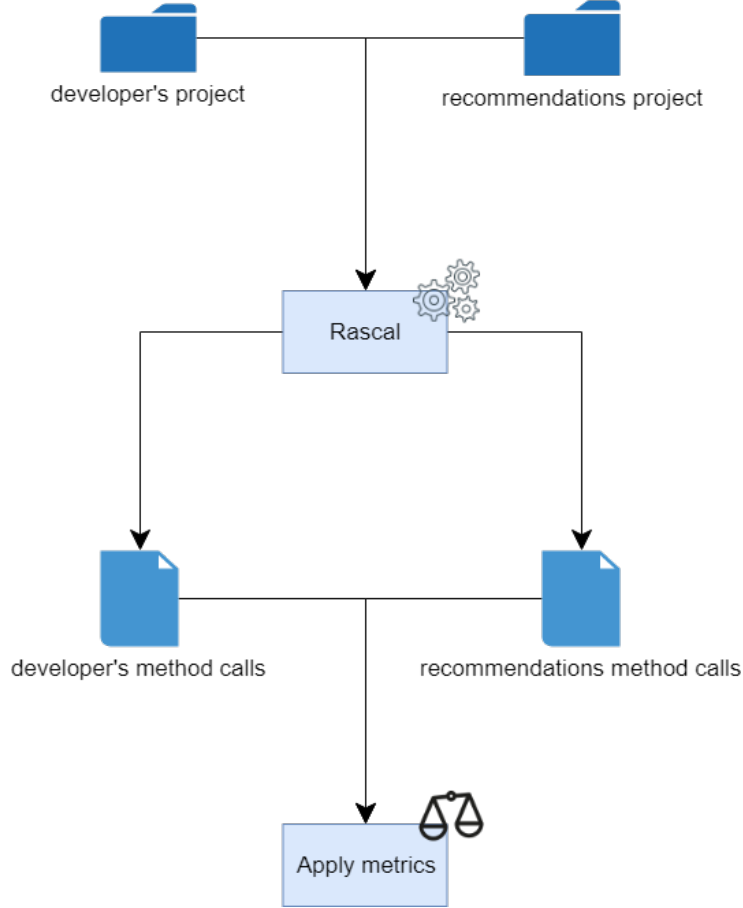 developer's project
recommendations project
Rascal
developer's method calls
recommendations method calls
Apply metrics